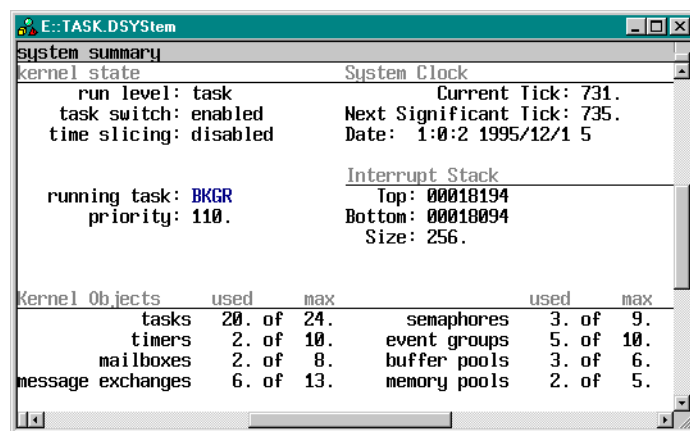 E::TASK.DSYStem
system summary
kernel state System Clock
run level: task Current Tick: 731.
task switch: enabled Next Significant Tick: 735.
time slicing: disabled Date: 1:0:2 1995/12/1 5
Interrupt Stack
running task: BKGR Top: 00018194
priority: 110. Bottom: 00018094
Size: 256.
Kernel Objects used max used max
tasks 20. of 24. semaphores 3. of 9.
timers 2. of 10. event groups 5. of 10.
mailboxes 2. of 8. buffer pools 3. of 6.
message exchanges 6. of 13. memory pools 2. of 5.